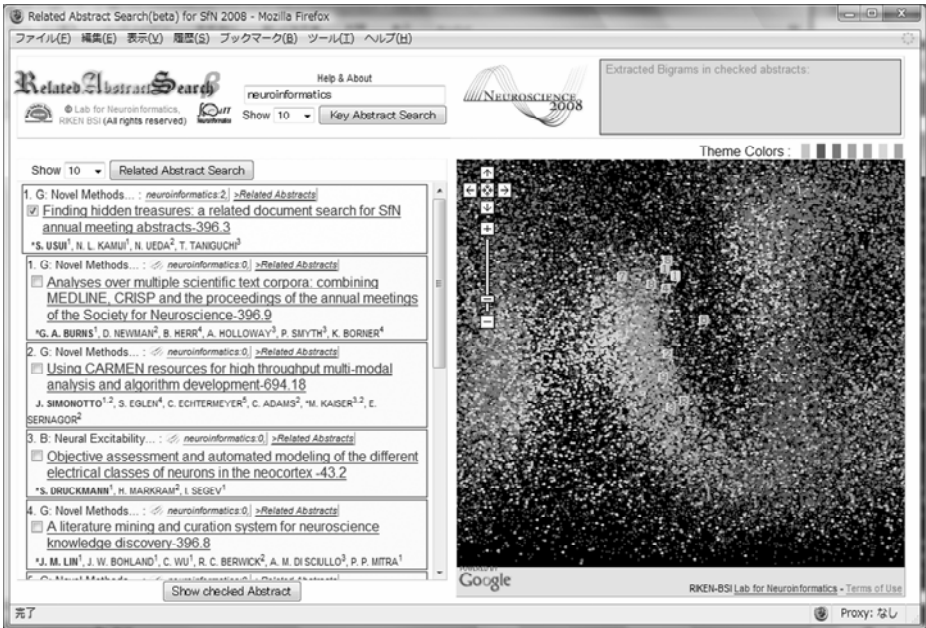 Related Abstract Search(beta) for SfN 2008 - Mozilla Firefox
ファイル(F) 編集(E) 表示(V) 履歴(S) ブックマーク(B) ツール(T) ヘルプ(H)
Related Abstract Search
© Lab for Neuroinformatics,
RIKEN BSI (All rights reserved)
Help & About
neuroinformatics
Show 10 Key Abstract Search
NEUROSCIENCE
2008
Extracted Bigrams in checked abstracts:
Theme Colors :
Show 10 Related Abstract Search
1. G: Novel Methods... : neuroinformatics:2, >Related Abstracts
Finding hidden treasures: a related document search for SfN
annual meeting abstracts-396.3
*S. USUI1, N. L. KAMIJI1, N. UEDA2, T. TANIGUCHI3
1. G: Novel Methods... : neuroinformatics:0, >Related Abstracts
Analyses over multiple scientific text corpora: combining
MEDLINE, CRISP and the proceedings of the annual meetings
of the Society for Neuroscience-396.9
*G. A. BURNS1, D. NEWMAN2, B. HERR4, A. HOLLOWAY3, P. SMYTH3, K. BORNER4
2. G: Novel Methods... : neuroinformatics:0, >Related Abstracts
Using CARMEN resources for high throughput multi-modal
analysis and algorithm development-694.18
J. SIMONOTTO1,2, S. EGLEN4, C. ECHTERMEYER5, C. ADAMS2, *M. KAISER3,2, E.
SERNAGOR2
3. B: Neural Excitability... : neuroinformatics:0, >Related Abstracts
Objective assessment and automated modeling of the different
electrical classes of neurons in the neocortex -43.2
*S. DRUCKMANN1, H. MARKRAM2, I. SEGEV1
4. G: Novel Methods... : neuroinformatics:0, >Related Abstracts
A literature mining and curation system for neuroscience
knowledge discovery-396.8
*J. M. LIN1, J. W. BOHLAND1, C. WU1, R. C. BERWICK2, A. M. DI SCIULLO3, P. P. MITRA1
Show checked Abstract
POWERED BY
Google
RIKEN-BSI Lab for Neuroinformatics - Terms of Use
完了
Proxy: なし